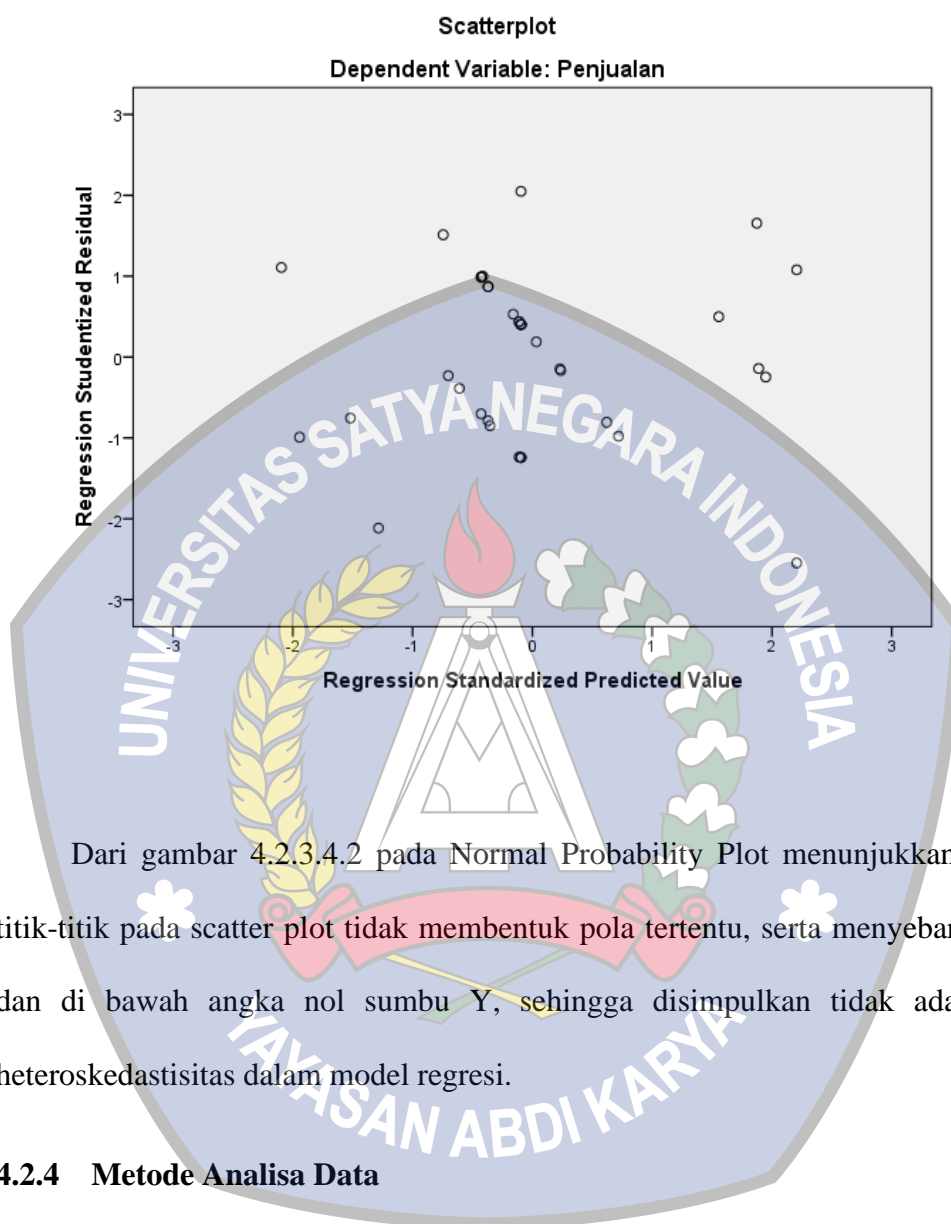 Scatterplot
Dependent Variable: Penjualan
Regression Studentized Residual
3
2
1
0
-1
-2
-3
-3
-2
-1
0
1
2
3
Regression Standardized Predicted Value
UNIVERSITAS SATYA NEGARA INDONESIA
Dari gambar 4.2.3.4.2 pada Normal Probability Plot menunjukkan
titik-titik pada scatter plot tidak membentuk pola tertentu, serta menyebar
dan di bawah angka nol sumbu Y, sehingga disimpulkan tidak ada
heteroskedastisitas dalam model regresi.
YAYASAN ABDI KARYA
4.2.4 Metode Analisa Data